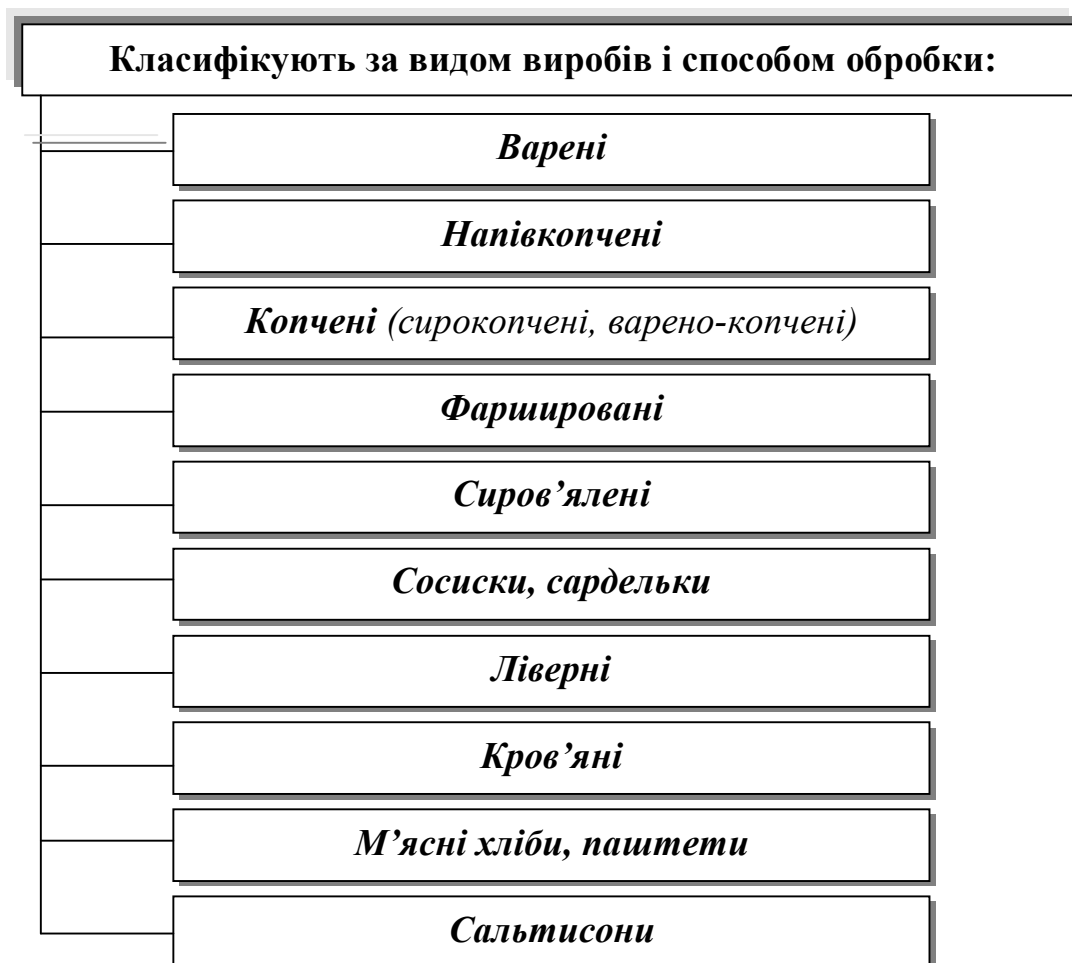 Класифікують за видом виробів і способом обробки:
Варені
Напівкопчені
Копчені (сирокопчені, варено-копчені)
Фаршировані
Сиров’ялені
Сосиски, сардельки
Ліверні
Кров’яні
М’ясні хліби, паштети
Сальтисони